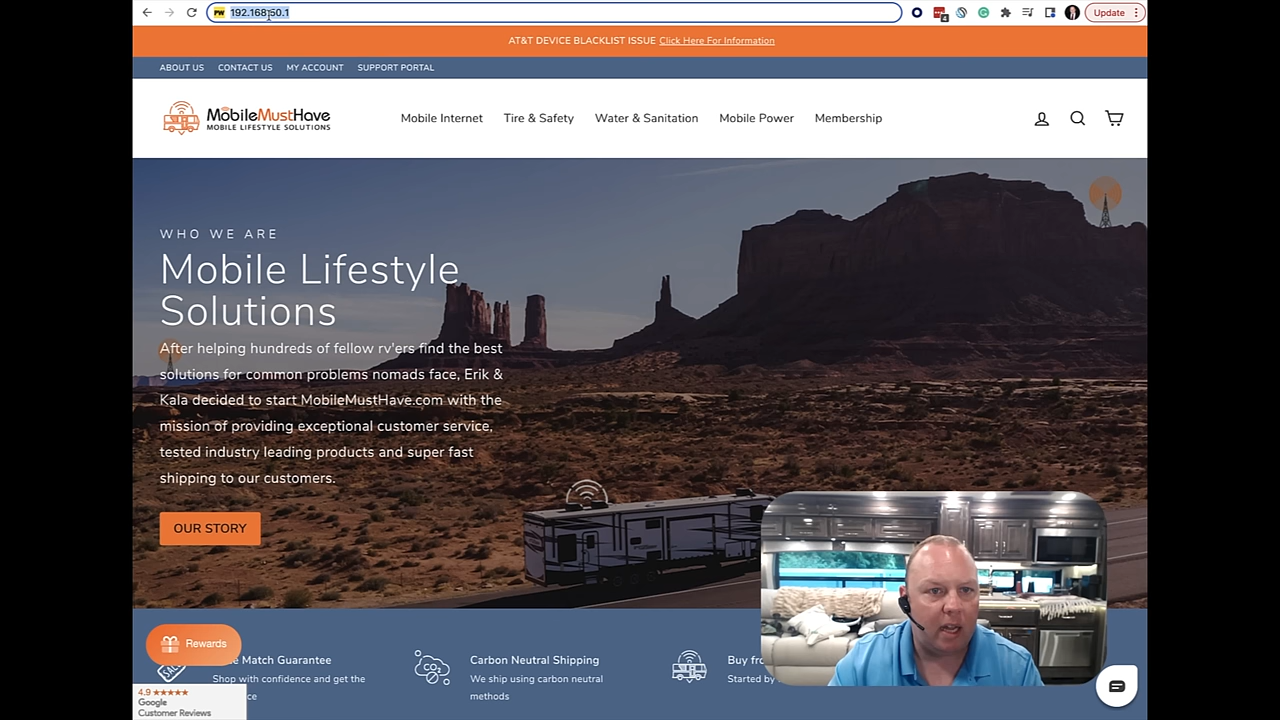 192.168.50.1
4
Update
AT&T DEVICE BLACKLIST ISSUE Click Here For Information
ABOUT US CONTACT US MY ACCOUNT SUPPORT PORTAL
MobileMustHave
MOBILE LIFESTYLE SOLUTIONS
Mobile Internet Tire & Safety Water & Sanitation Mobile Power Membership
WHO WE ARE
Mobile Lifestyle
Solutions
After helping hundreds of fellow rv'ers find the best
solutions for common problems nomads face, Erik &
Kala decided to start MobileMustHave.com with the
mission of providing exceptional customer service,
tested industry leading products and super fast
shipping to our customers.
OUR STORY
Rewards
Match Guarantee
Shop with confidence and get the
Carbon Neutral Shipping
We ship using carbon neutral
methods
CO2
Buy
Started by
4.9 ★★★★★
Google
Customer Reviews